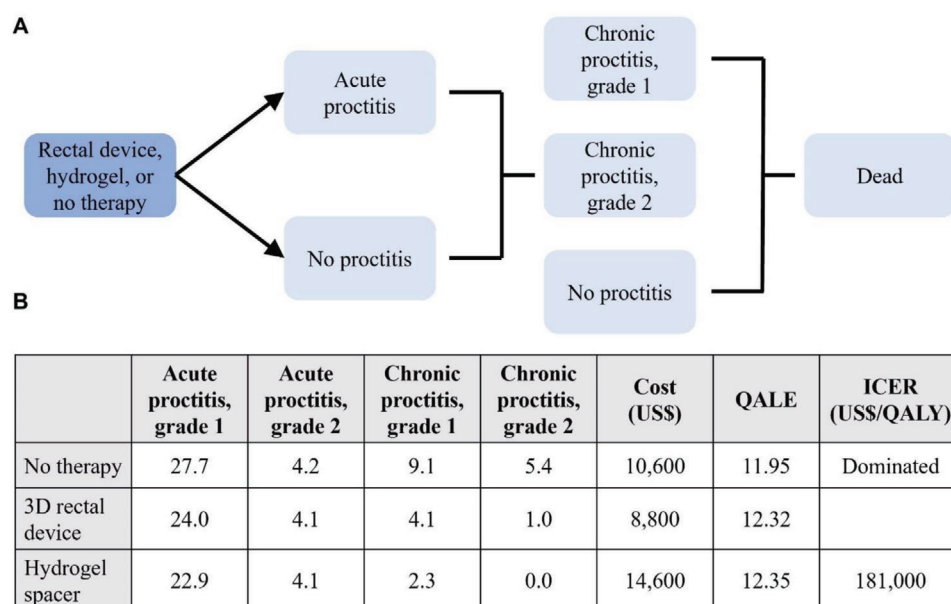 A
Rectal device,
hydrogel, or
no therapy
Acute
proctitis
No proctitis
Chronic
proctitis,
grade 1
Chronic
proctitis,
grade 2
No proctitis
Dead
B
Acute
proctitis,
grade 1
Acute
proctitis,
grade 2
Chronic
proctitis,
grade 1
Chronic
proctitis,
grade 2
Cost
(US$)
QALE
ICER
(US$/QALY)
No therapy 27.7 4.2 9.1 5.4 10,600 11.95 Dominated
3D rectal
device
24.0 4.1 4.1 1.0 8,800 12.32
Hydrogel
spacer
22.9 4.1 2.3 0.0 14,600 12.35 181,000